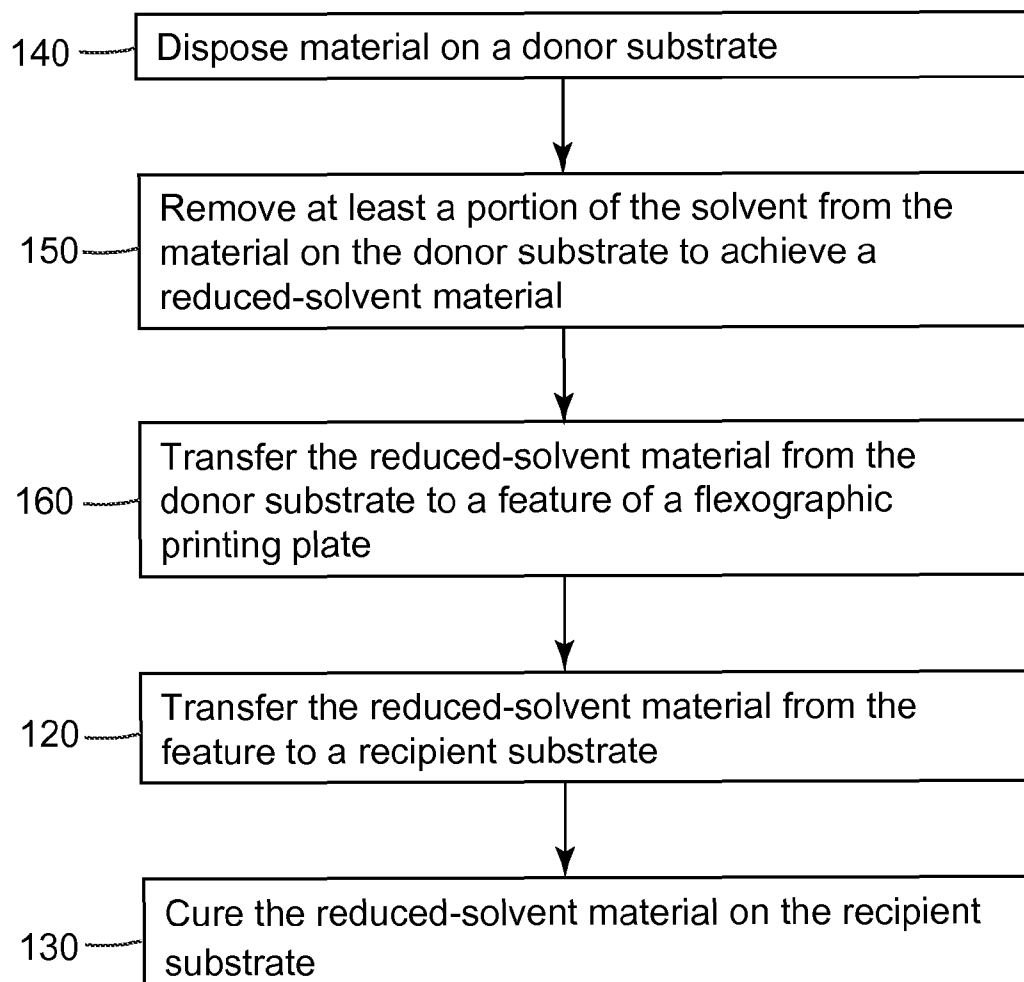 140 Dispose material on a donor substrate
Remove at least a portion of the solvent from the
150 material on the donor substrate to achieve a
reduced-solvent material
Transfer the reduced-solvent material from the
160 donor substrate to a feature of a flexographic
printing plate
Transfer the reduced-solvent material from the
120 feature to a recipient substrate
Cure the reduced-solvent material on the recipient
130 substrate